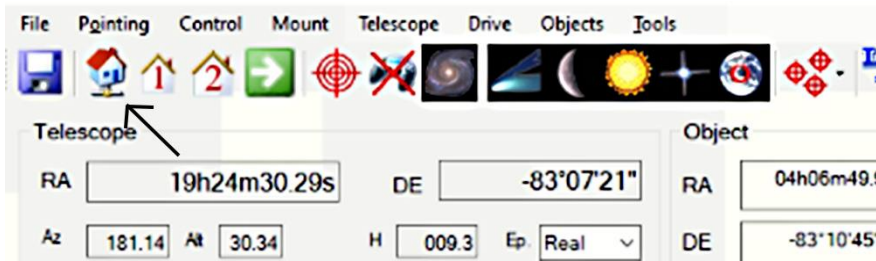 File Pointing Control Mount Telescope Drive Objects Tools
1 2
Telescope
Object
RA 19h24m30.29s DE -83°07'21" RA 04h06m49.9
Az 181.14 Alt 30.34 H 009.3 Ep. Real DE -83°10'45"